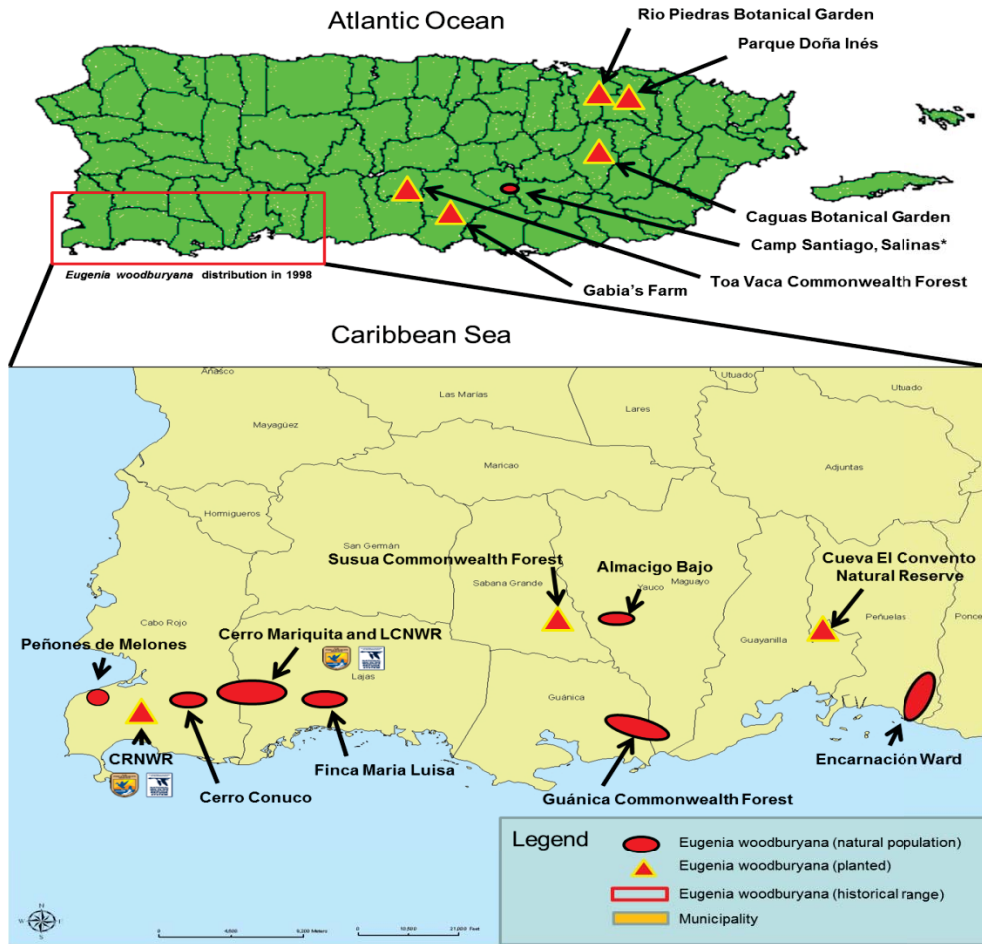 Atlantic Ocean
Rio Piedras Botanical Garden
Parque Doña Inés
Caguas Botanical Garden
Camp Santiago, Salinas*
Toa Vaca Commonwealth Forest
Gabia's Farm
Eugenia woodburyana distribution in 1998
Caribbean Sea
Añasco
Las Marías
Lares
Utuado
Utuado
Mayagüez
Maricao
Adjuntas
Hormigueros
San Germán
Susua Commonwealth Forest
Sabana Grande
Almacigo Bajo
Yauco
Maguayo
Cueva El Convento
Natural Reserve
Peñuelas
Ponce
Cabo Rojo
Guayanilla
Peñones de Melones
Cerro Mariquita and LCNWR
Lajas
Guánica
CRNWR
Cerro Conuco
Finca Maria Luisa
Guánica Commonwealth Forest
Encarnación Ward
Legend
Eugenia woodburyana (natural population)
Eugenia woodburyana (planted)
Eugenia woodburyana (historical range)
Municipality
N
W
E
S
0
0